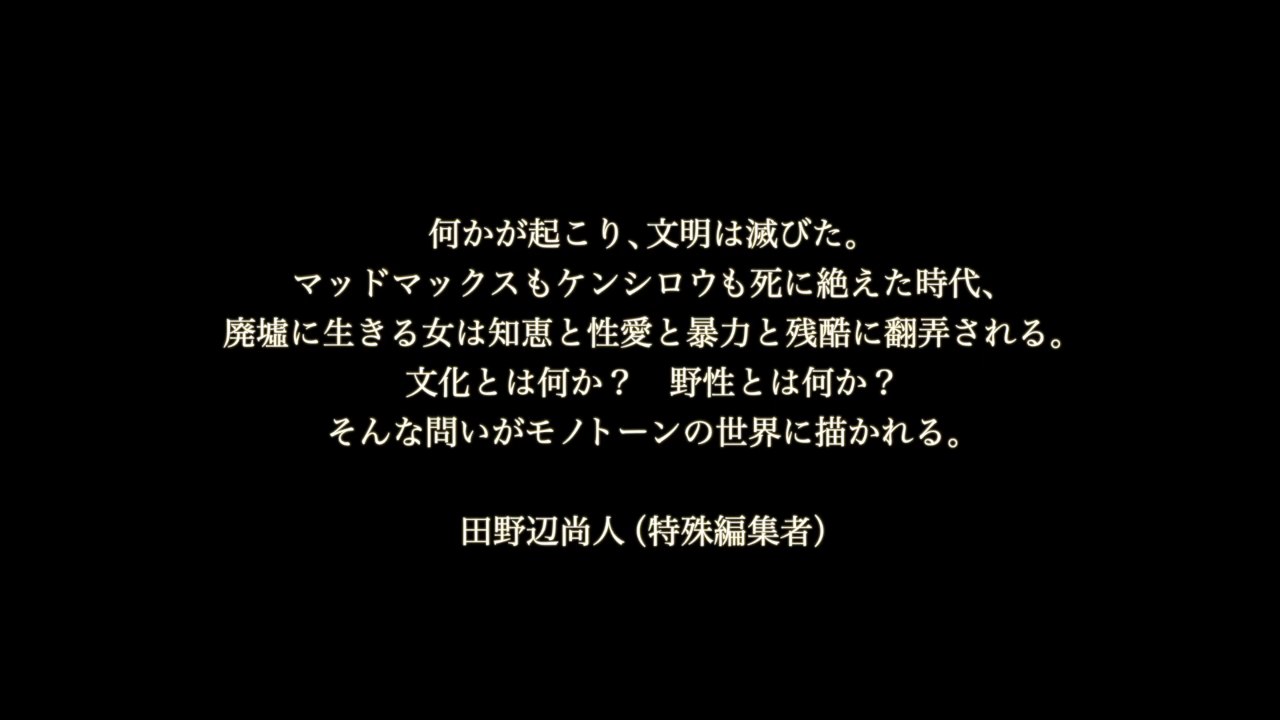 何かが起こり、文明は滅びた。
マッドマックスもケンシロウも死に絶えた時代、
廃墟に生きる女は知恵と性愛と暴力と残酷に翻弄される。
文化とは何か？　野性とは何か？
そんな問いがモノトーンの世界に描かれる。
田野辺尚人（特殊編集者）